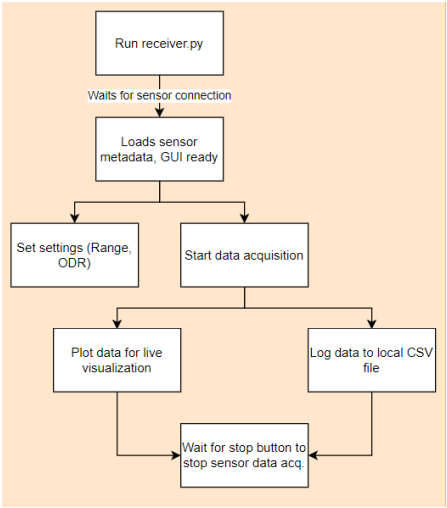 Run receiver.py
Waits for sensor connection
Loads sensor
metadata, GUI ready
Set settings (Range,
ODR)
Start data acquisition
Plot data for live
visualization
Log data to local CSV
file
Wait for stop button to
stop sensor data acq.